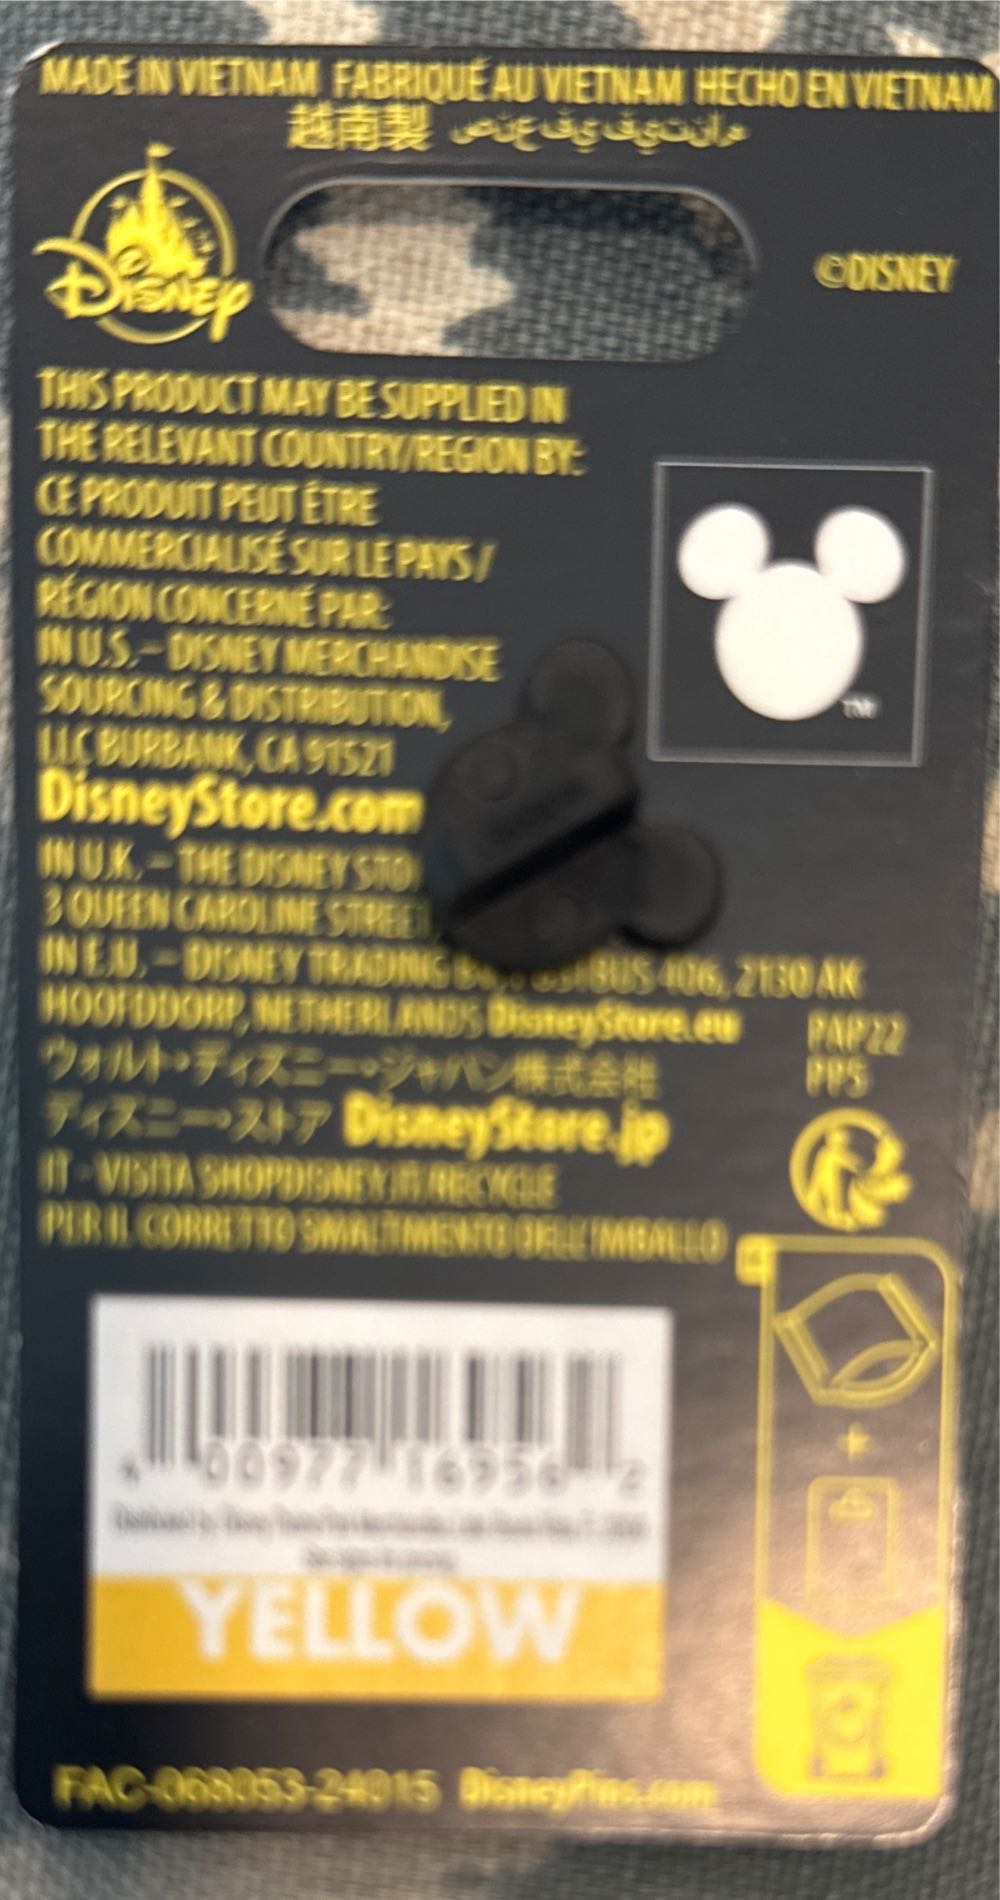 MADE IN VIETNAM FABRIQUÉ AU VIETNAM HECHO EN VIETNAM
越南製
Disney
©DISNEY
THIS PRODUCT MAY BE SUPPLIED IN
THE RELEVANT COUNTRY/REGION BY:
CE PRODUIT PEUT ÊTRE
COMMERCIALISÉ SUR LE PAYS /
RÉGION CONCERNÉ PAR:
IN U.S. – DISNEY MERCHANDISE
SOURCING & DISTRIBUTION,
LLC BURBANK, CA 91521
TM
DisneyStore.com
IN U.K. – THE DISNEY STO
3 QUEEN CAROLINE STREET
IN E.U. – DISNEY TRADING 406, 2130 AK
HOOFDDORP, NETHERLANDS DisneyStore.eu
PAP22
PP5
ウォルト・ディズニー・ジャパン株式会社
ディズニー・ストア DisneyStore.jp
IT - VISITA SHOPDISNEY.IT/RECYCLE
PER IL CORRETTO SMALTIMENTO DELL'IMBALLO
+
00977 16956 2
YELLOW
FAC-068053-24015 DisneyPins.com